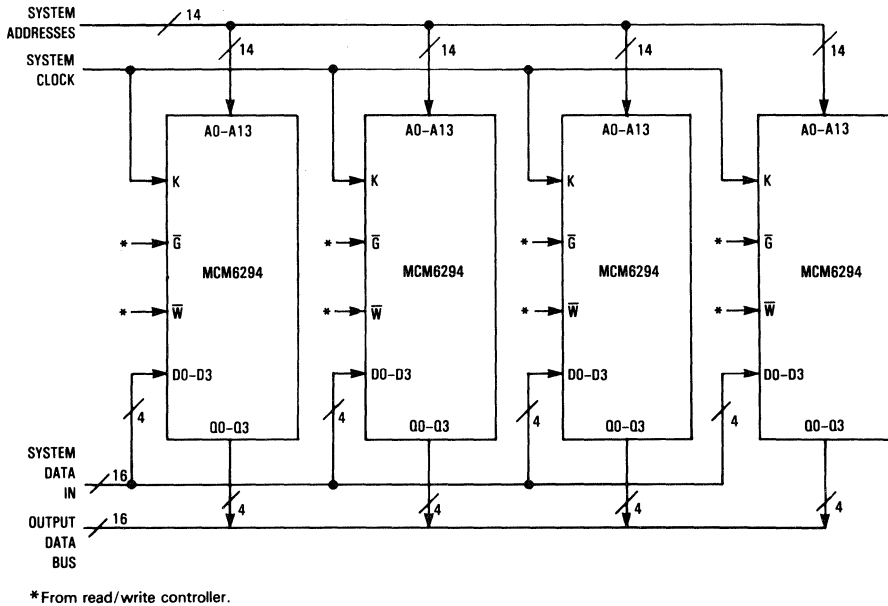 SYSTEM
ADDRESSES
14
14
14
14
14
SYSTEM
CLOCK
A0-A13
A0-A13
A0-A13
A0-A13
K
K
K
K
* G̅
* G̅
* G̅
* G̅
MCM6294
MCM6294
MCM6294
MCM6294
* W̅
* W̅
* W̅
* W̅
D0-D3
D0-D3
D0-D3
D0-D3
4
4
4
4
Q0-Q3
Q0-Q3
Q0-Q3
Q0-Q3
SYSTEM
DATA
IN
16
4
4
4
4
OUTPUT
DATA
BUS
16
*From read/write controller.